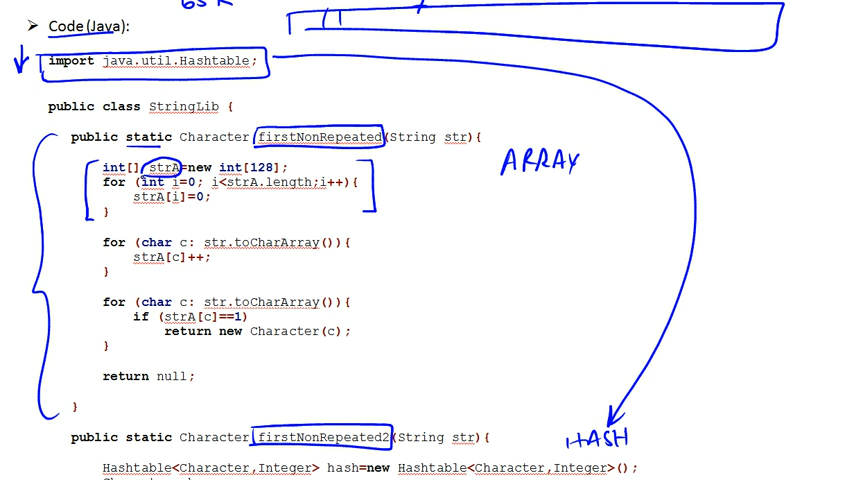 65K
➤ Code(Java):
import java.util.Hashtable;
public class StringLib {
public static Character firstNonRepeated(String str){
int[] strA=new int[128];
for (int i=0; i<strA.length;i++){
strA[i]=0;
}
for (char c: str.toCharArray()){
strA[c]++;
}
for (char c: str.toCharArray()){
if (strA[c]==1)
return new Character(c);
}
return null;
}
ARRAY
public static Character firstNonRepeated2(String str){
HASH
Hashtable<Character,Integer> hash=new Hashtable<Character,Integer>();